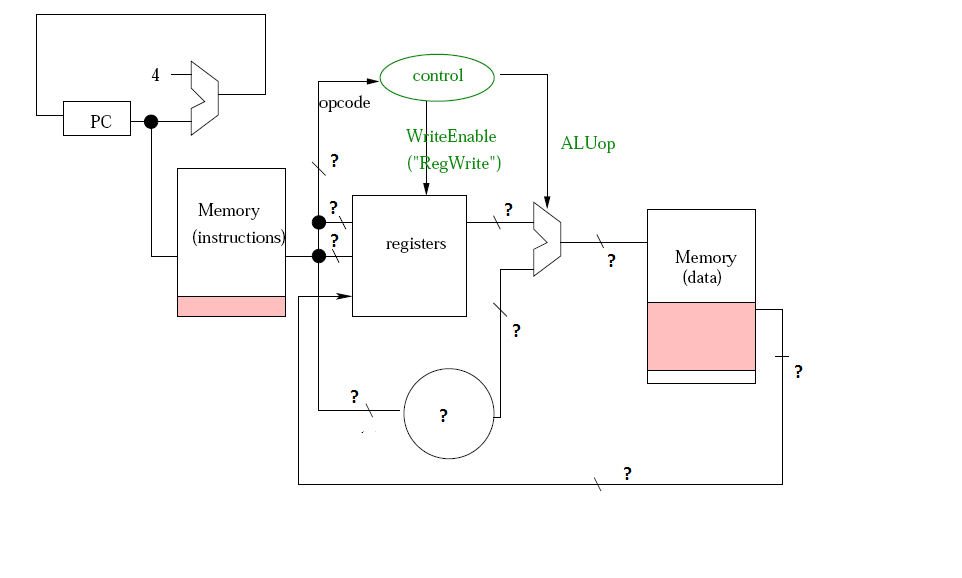 4
control
PC
opcode
WriteEnable
("RegWrite")
ALUop
?
Memory
(instructions)
?
?
registers
?
?
Memory
(data)
?
?
?
?
?